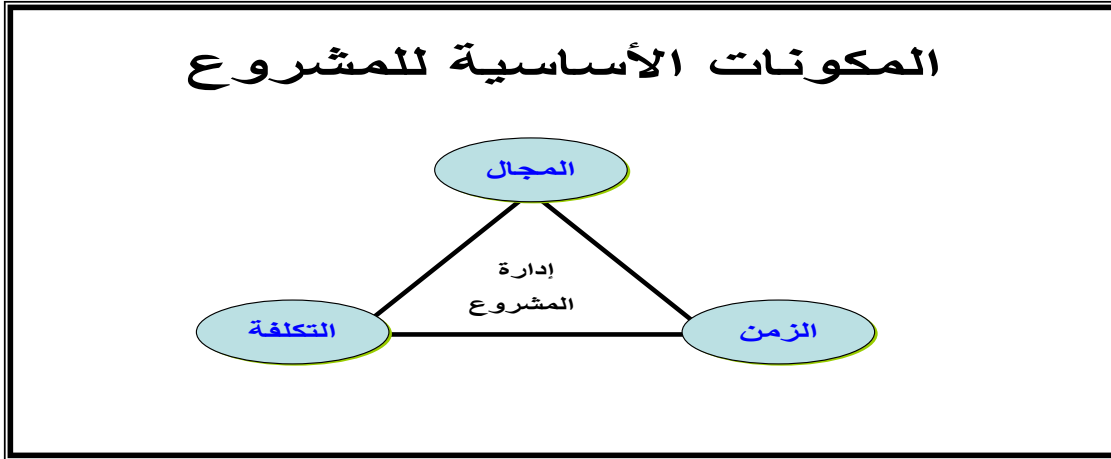 المكونات الأساسية للمشروع
المجال
إدارة
المشروع
الزمن
التكلفة